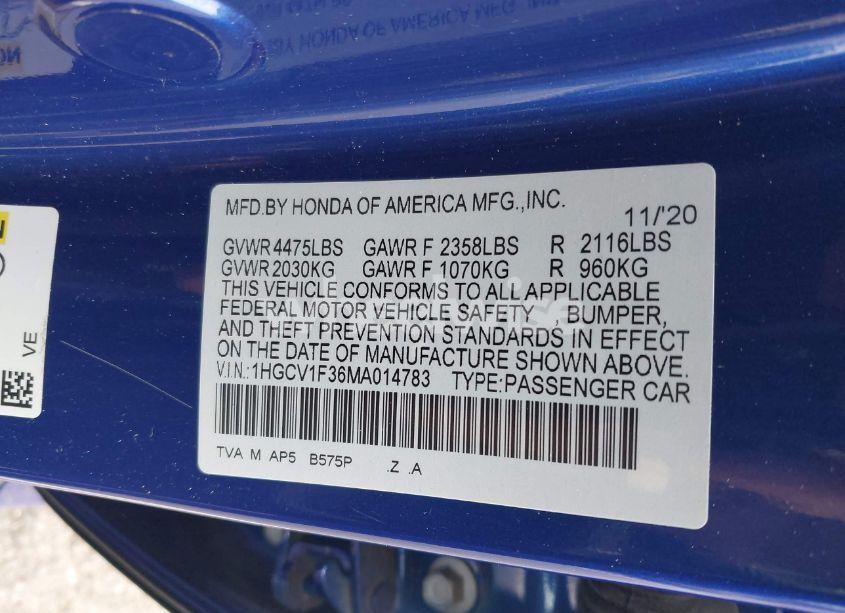 MFD.BY HONDA OF AMERICA MFG.,INC.
11/'20
GVWR 4475LBS GAWR F 2358LBS R 2116LBS
GVWR 2030KG GAWR F 1070KG R 960KG
THIS VEHICLE CONFORMS TO ALL APPLICABLE
FEDERAL MOTOR VEHICLE SAFETY , BUMPER,
AND THEFT PREVENTION STANDARDS IN EFFECT
ON THE DATE OF MANUFACTURE SHOWN ABOVE.
V.I.N.:1HGCV1F36MA014783 TYPE:PASSENGER CAR
TVA M AP5 B575P .Z .A
VE